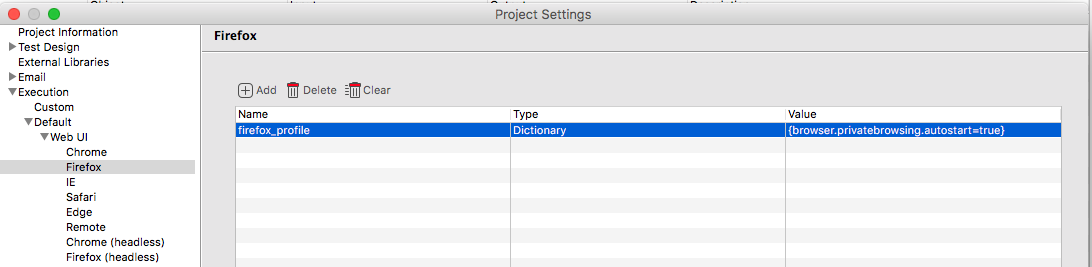 Project Settings
Project Information
Test Design
External Libraries
Email
Execution
Custom
Default
Web UI
Chrome
Firefox
IE
Safari
Edge
Remote
Chrome (headless)
Firefox (headless)
Firefox
Add Delete Clear
Name Type Value
firefox_profile Dictionary {browser.privatebrowsing.autostart=true}